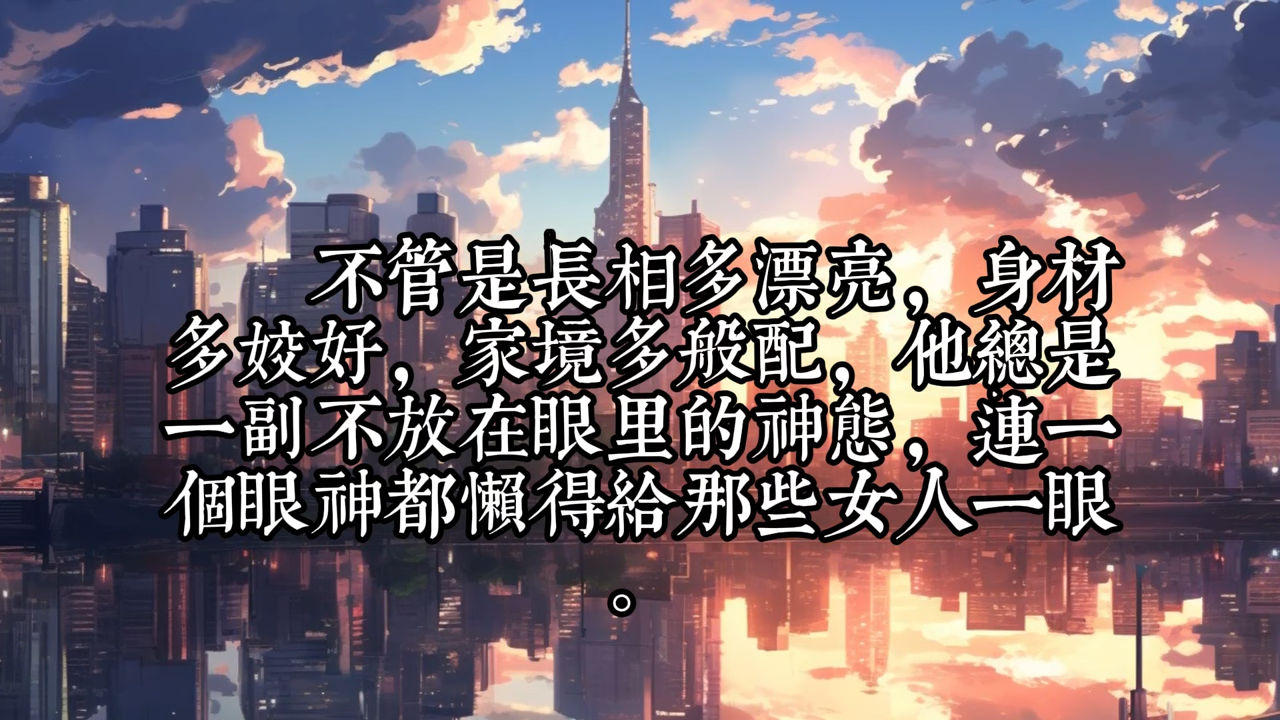 不管是長相多漂亮，身材
多姣好，家境多般配，他總是
一副不放在眼里的神態，連一
個眼神都懶得給那些女人一眼
。